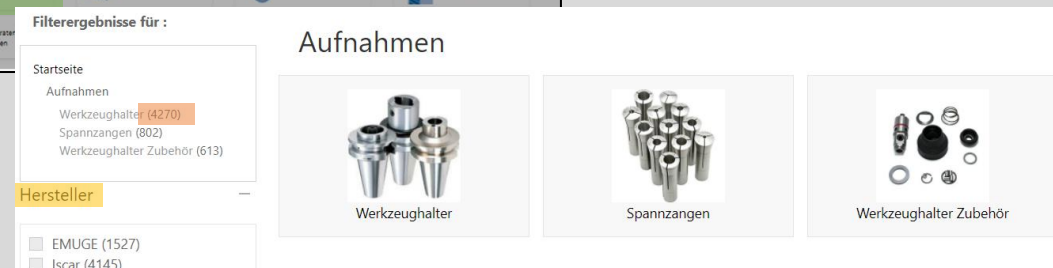 Filterergebnisse für :
Startseite
Aufnahmen
Werkzeughalter (4270)
Spannzangen (802)
Werkzeughalter Zubehör (613)
Hersteller
EMUGE (1527)
Iscar (4145)
Aufnahmen
Werkzeughalter
Spannzangen
Werkzeughalter Zubehör